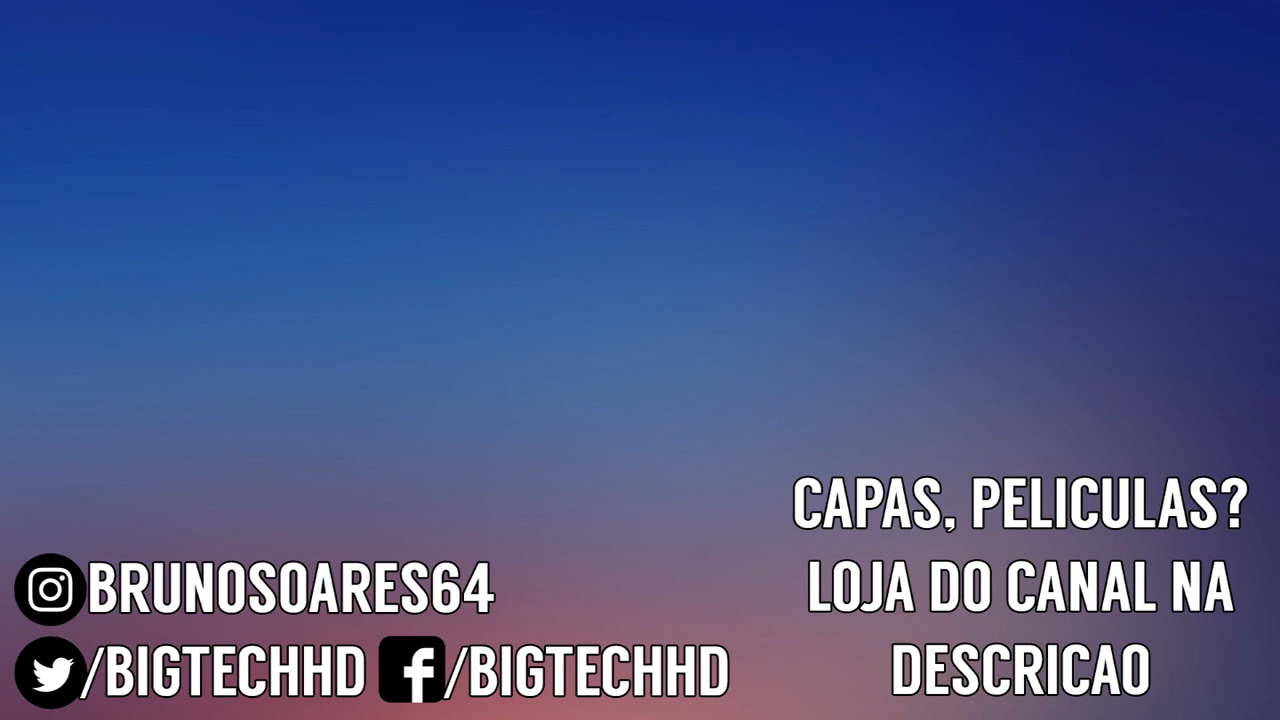 CAPAS, PELICULAS?
LOJA DO CANAL NA
DESCRICAO
BRUNOSOARES64
/BIGTECHHD /BIGTECHHD